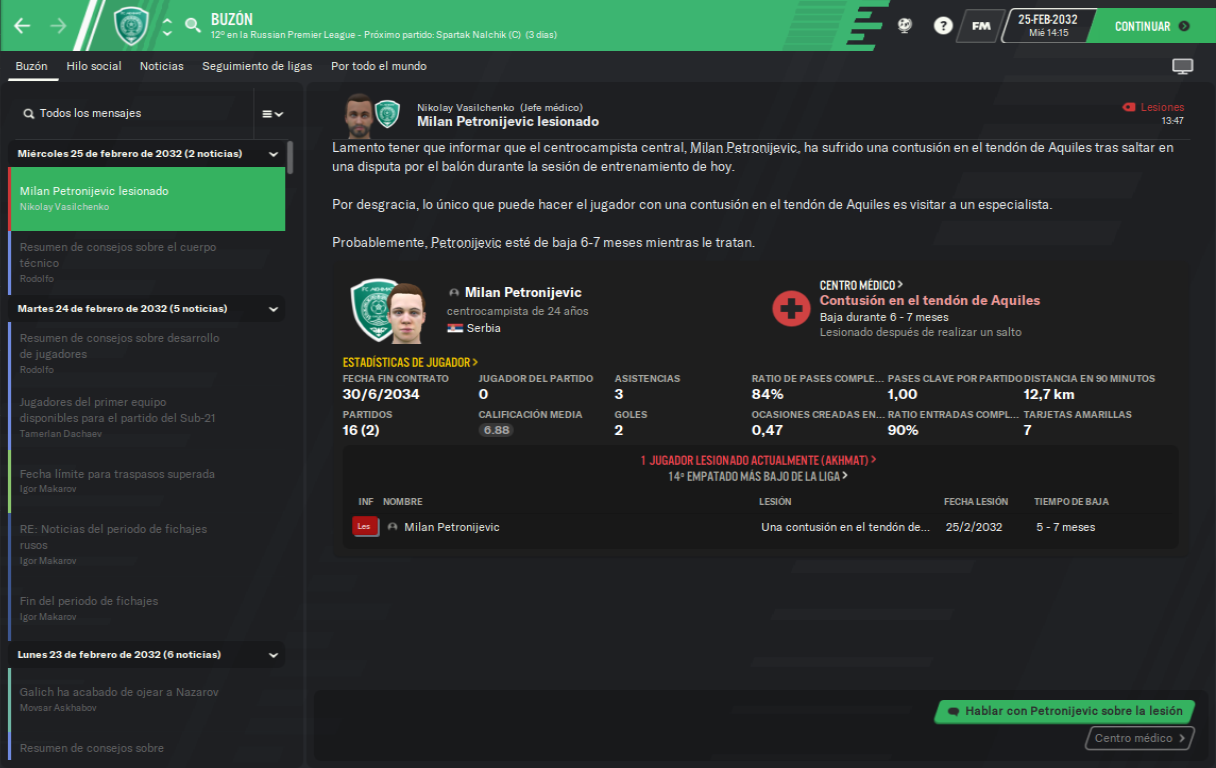 BUZÓN
12º en la Russian Premier League - Próximo partido: Spartak Nalchik (C) (3 días)
?
FM
25-FEB-2032
Mié 14:15
CONTINUAR
Buzón Hilo social Noticias Seguimiento de ligas Por todo el mundo
Todos los mensajes
Miércoles 25 de febrero de 2032 (2 noticias)
Milan Petronijevic lesionado
Nikolay Vasilchenko
Resumen de consejos sobre el cuerpo
técnico
Rodolfo
Martes 24 de febrero de 2032 (5 noticias)
Resumen de consejos sobre desarrollo
de jugadores
Rodolfo
Jugadores del primer equipo
disponibles para el partido del Sub-21
Tamerlan Dachaev
Fecha límite para traspasos superada
Igor Makarov
RE: Noticias del periodo de fichajes
rusos
Igor Makarov
Fin del periodo de fichajes
Igor Makarov
Lunes 23 de febrero de 2032 (6 noticias)
Galich ha acabado de ojear a Nazarov
Movsar Askhabov
Resumen de consejos sobre
Nikolay Vasilchenko (Jefe médico)
Milan Petronijevic lesionado
Lesiones
13:47
Lamento tener que informar que el centrocampista central, Milan Petronijevic, ha sufrido una contusión en el tendón de Aquiles tras saltar en
una disputa por el balón durante la sesión de entrenamiento de hoy.
Por desgracia, lo único que puede hacer el jugador con una contusión en el tendón de Aquiles es visitar a un especialista.
Probablemente, Petronijevic esté de baja 6-7 meses mientras le tratan.
Milan Petronijevic
centrocampista de 24 años
Serbia
CENTRO MÉDICO
Contusión en el tendón de Aquiles
Baja durante 6 - 7 meses
Lesionado después de realizar un salto
ESTADÍSTICAS DE JUGADOR
FECHA FIN CONTRATO JUGADOR DEL PARTIDO ASISTENCIAS RATIO DE PASES COMPLE... PASES CLAVE POR PARTIDO DISTANCIA EN 90 MINUTOS
30/6/2034 0 3 84% 1,00 12,7 km
PARTIDOS CALIFICACIÓN MEDIA GOLES OCASIONES CREADAS EN... RATIO ENTRADAS COMPL... TARJETAS AMARILLAS
16 (2) 6.88 2 0,47 90% 7
1 JUGADOR LESIONADO ACTUALMENTE (AKHMAT)
14º EMPATADO MÁS BAJO DE LA LIGA
INF NOMBRE LESIÓN FECHA LESIÓN TIEMPO DE BAJA
Les Milan Petronijevic Una contusión en el tendón de... 25/2/2032 5 - 7 meses
Hablar con Petronijevic sobre la lesión
Centro médico